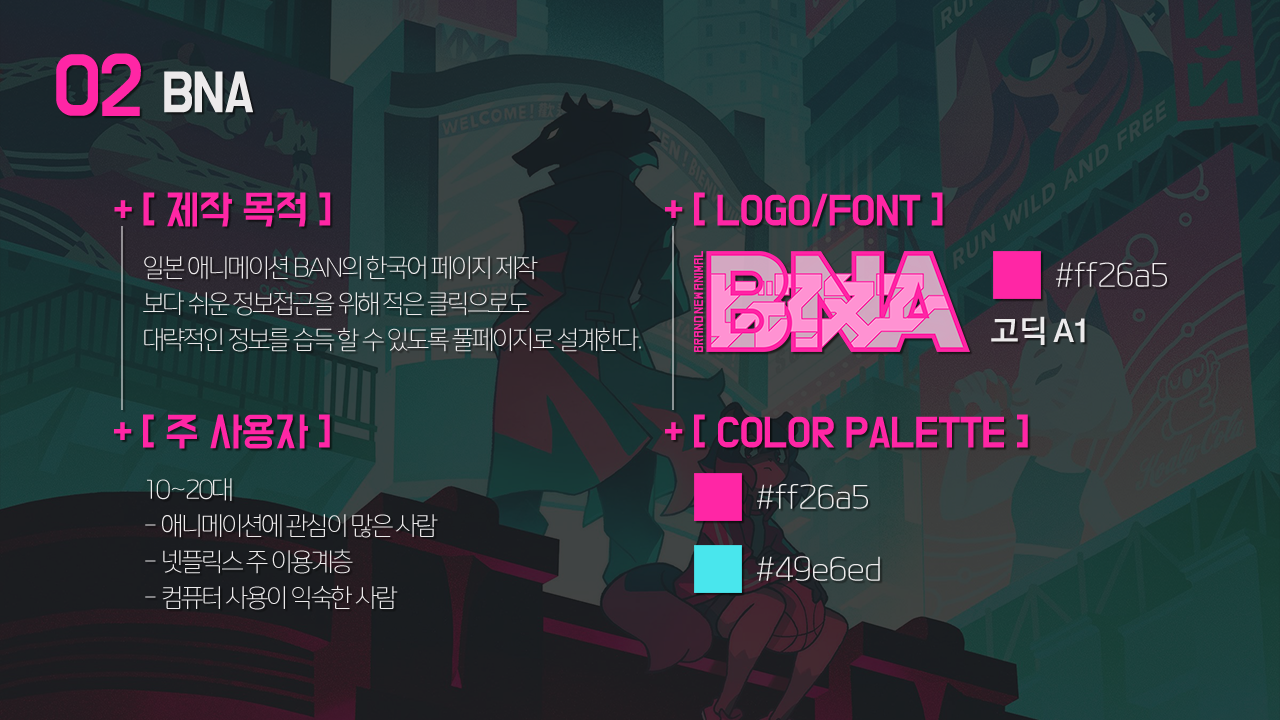 02 BNA
+ [ 제작 목적 ]
일본 애니메이션 BAN의 한국어 페이지 제작
보다 쉬운 정보접근을 위해 적은 클릭으로도
대략적인 정보를 습득 할 수 있도록 풀페이지로 설계한다.
+ [ 주 사용자 ]
10~20대
- 애니메이션에 관심이 많은 사람
- 넷플릭스 주 이용계층
- 컴퓨터 사용이 익숙한 사람
+ [ LOGO/FONT ]
BRAND NEW ANIMAL
BNA
#ff26a5
고딕 A1
+ [ COLOR PALETTE ]
#ff26a5
#49e6ed
WELCOME!
RUN WILD AND FREE